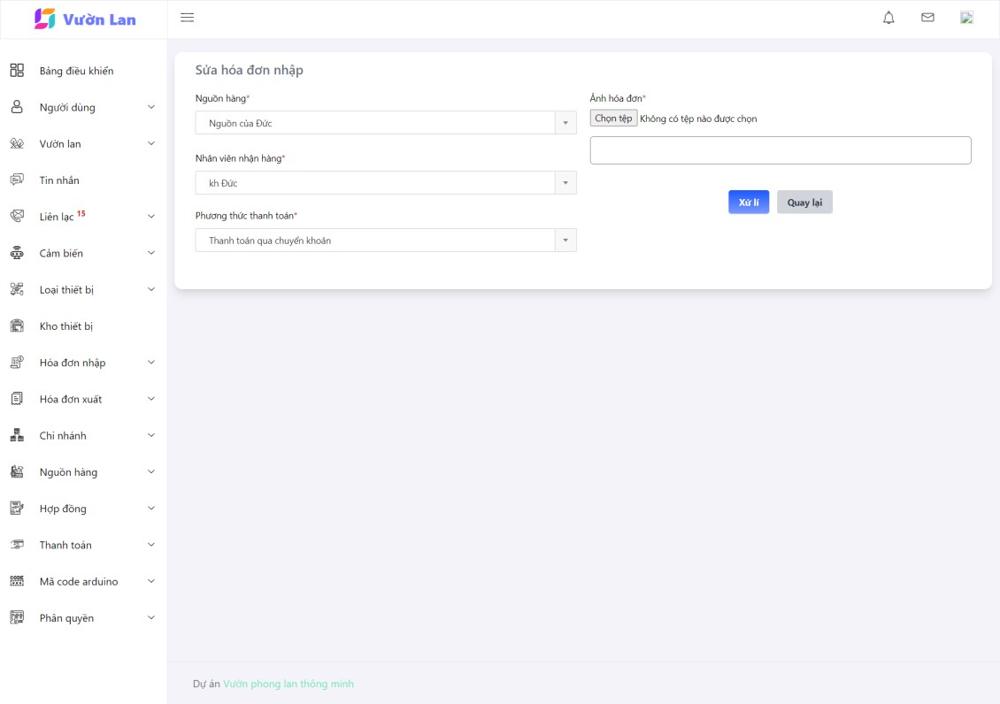 Vườn Lan
Bảng điều khiển
Người dùng
Vườn lan
Tin nhắn
Liên lạc 15
Cảm biến
Loại thiết bị
Kho thiết bị
Hóa đơn nhập
Hóa đơn xuất
Chi nhánh
Nguồn hàng
Hợp đồng
Thanh toán
Mã code arduino
Phân quyền
Sửa hóa đơn nhập
Nguồn hàng*
Nguồn của Đức
Nhân viên nhận hàng*
kh Đức
Phương thức thanh toán*
Thanh toán qua chuyển khoản
Ảnh hóa đơn*
Chọn tệp Không có tệp nào được chọn
Xử lí Quay lại
Dự án Vườn phong lan thông minh